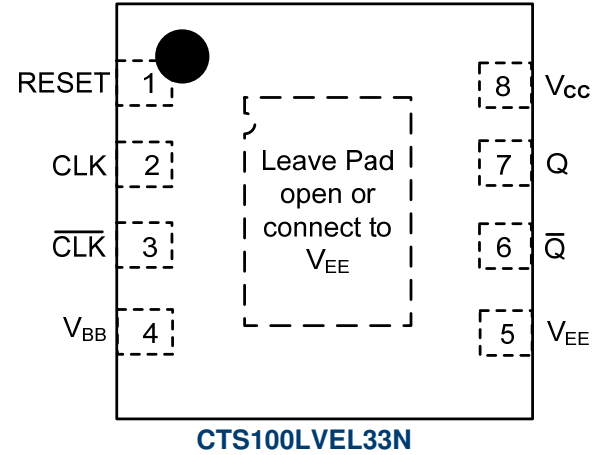 RESET 1 8 VCC
CLK 2 Leave Pad 7 Q
open or
C̅L̅K̅ 3 connect to 6 Q̅
VEE
VBB 4 5 VEE
CTS100LVEL33N